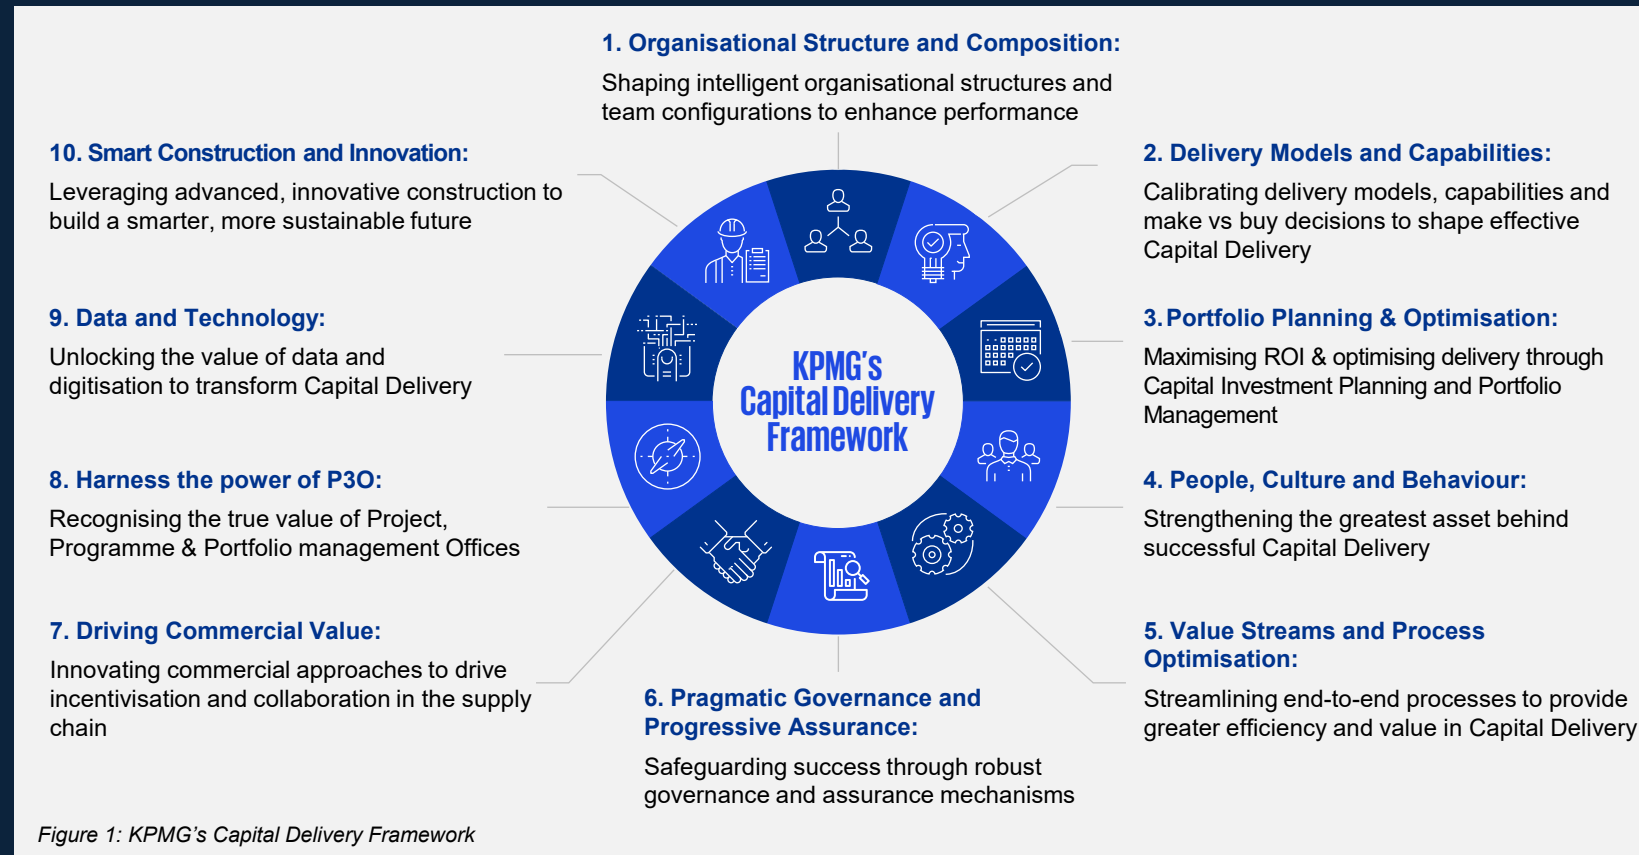 1. Organisational Structure and Composition:
Shaping intelligent organisational structures and
team configurations to enhance performance
2. Delivery Models and Capabilities:
Calibrating delivery models, capabilities and
make vs buy decisions to shape effective
Capital Delivery
3. Portfolio Planning & Optimisation:
Maximising ROI & optimising delivery through
Capital Investment Planning and Portfolio
Management
4. People, Culture and Behaviour:
Strengthening the greatest asset behind
successful Capital Delivery
5. Value Streams and Process
Optimisation:
Streamlining end-to-end processes to provide
greater efficiency and value in Capital Delivery
6. Pragmatic Governance and
Progressive Assurance:
Safeguarding success through robust
governance and assurance mechanisms
7. Driving Commercial Value:
Innovating commercial approaches to drive
incentivisation and collaboration in the supply
chain
8. Harness the power of P3O:
Recognising the true value of Project,
Programme & Portfolio management Offices
9. Data and Technology:
Unlocking the value of data and
digitisation to transform Capital Delivery
10. Smart Construction and Innovation:
Leveraging advanced, innovative construction to
build a smarter, more sustainable future
KPMG's
Capital Delivery
Framework
Figure 1: KPMG’s Capital Delivery Framework